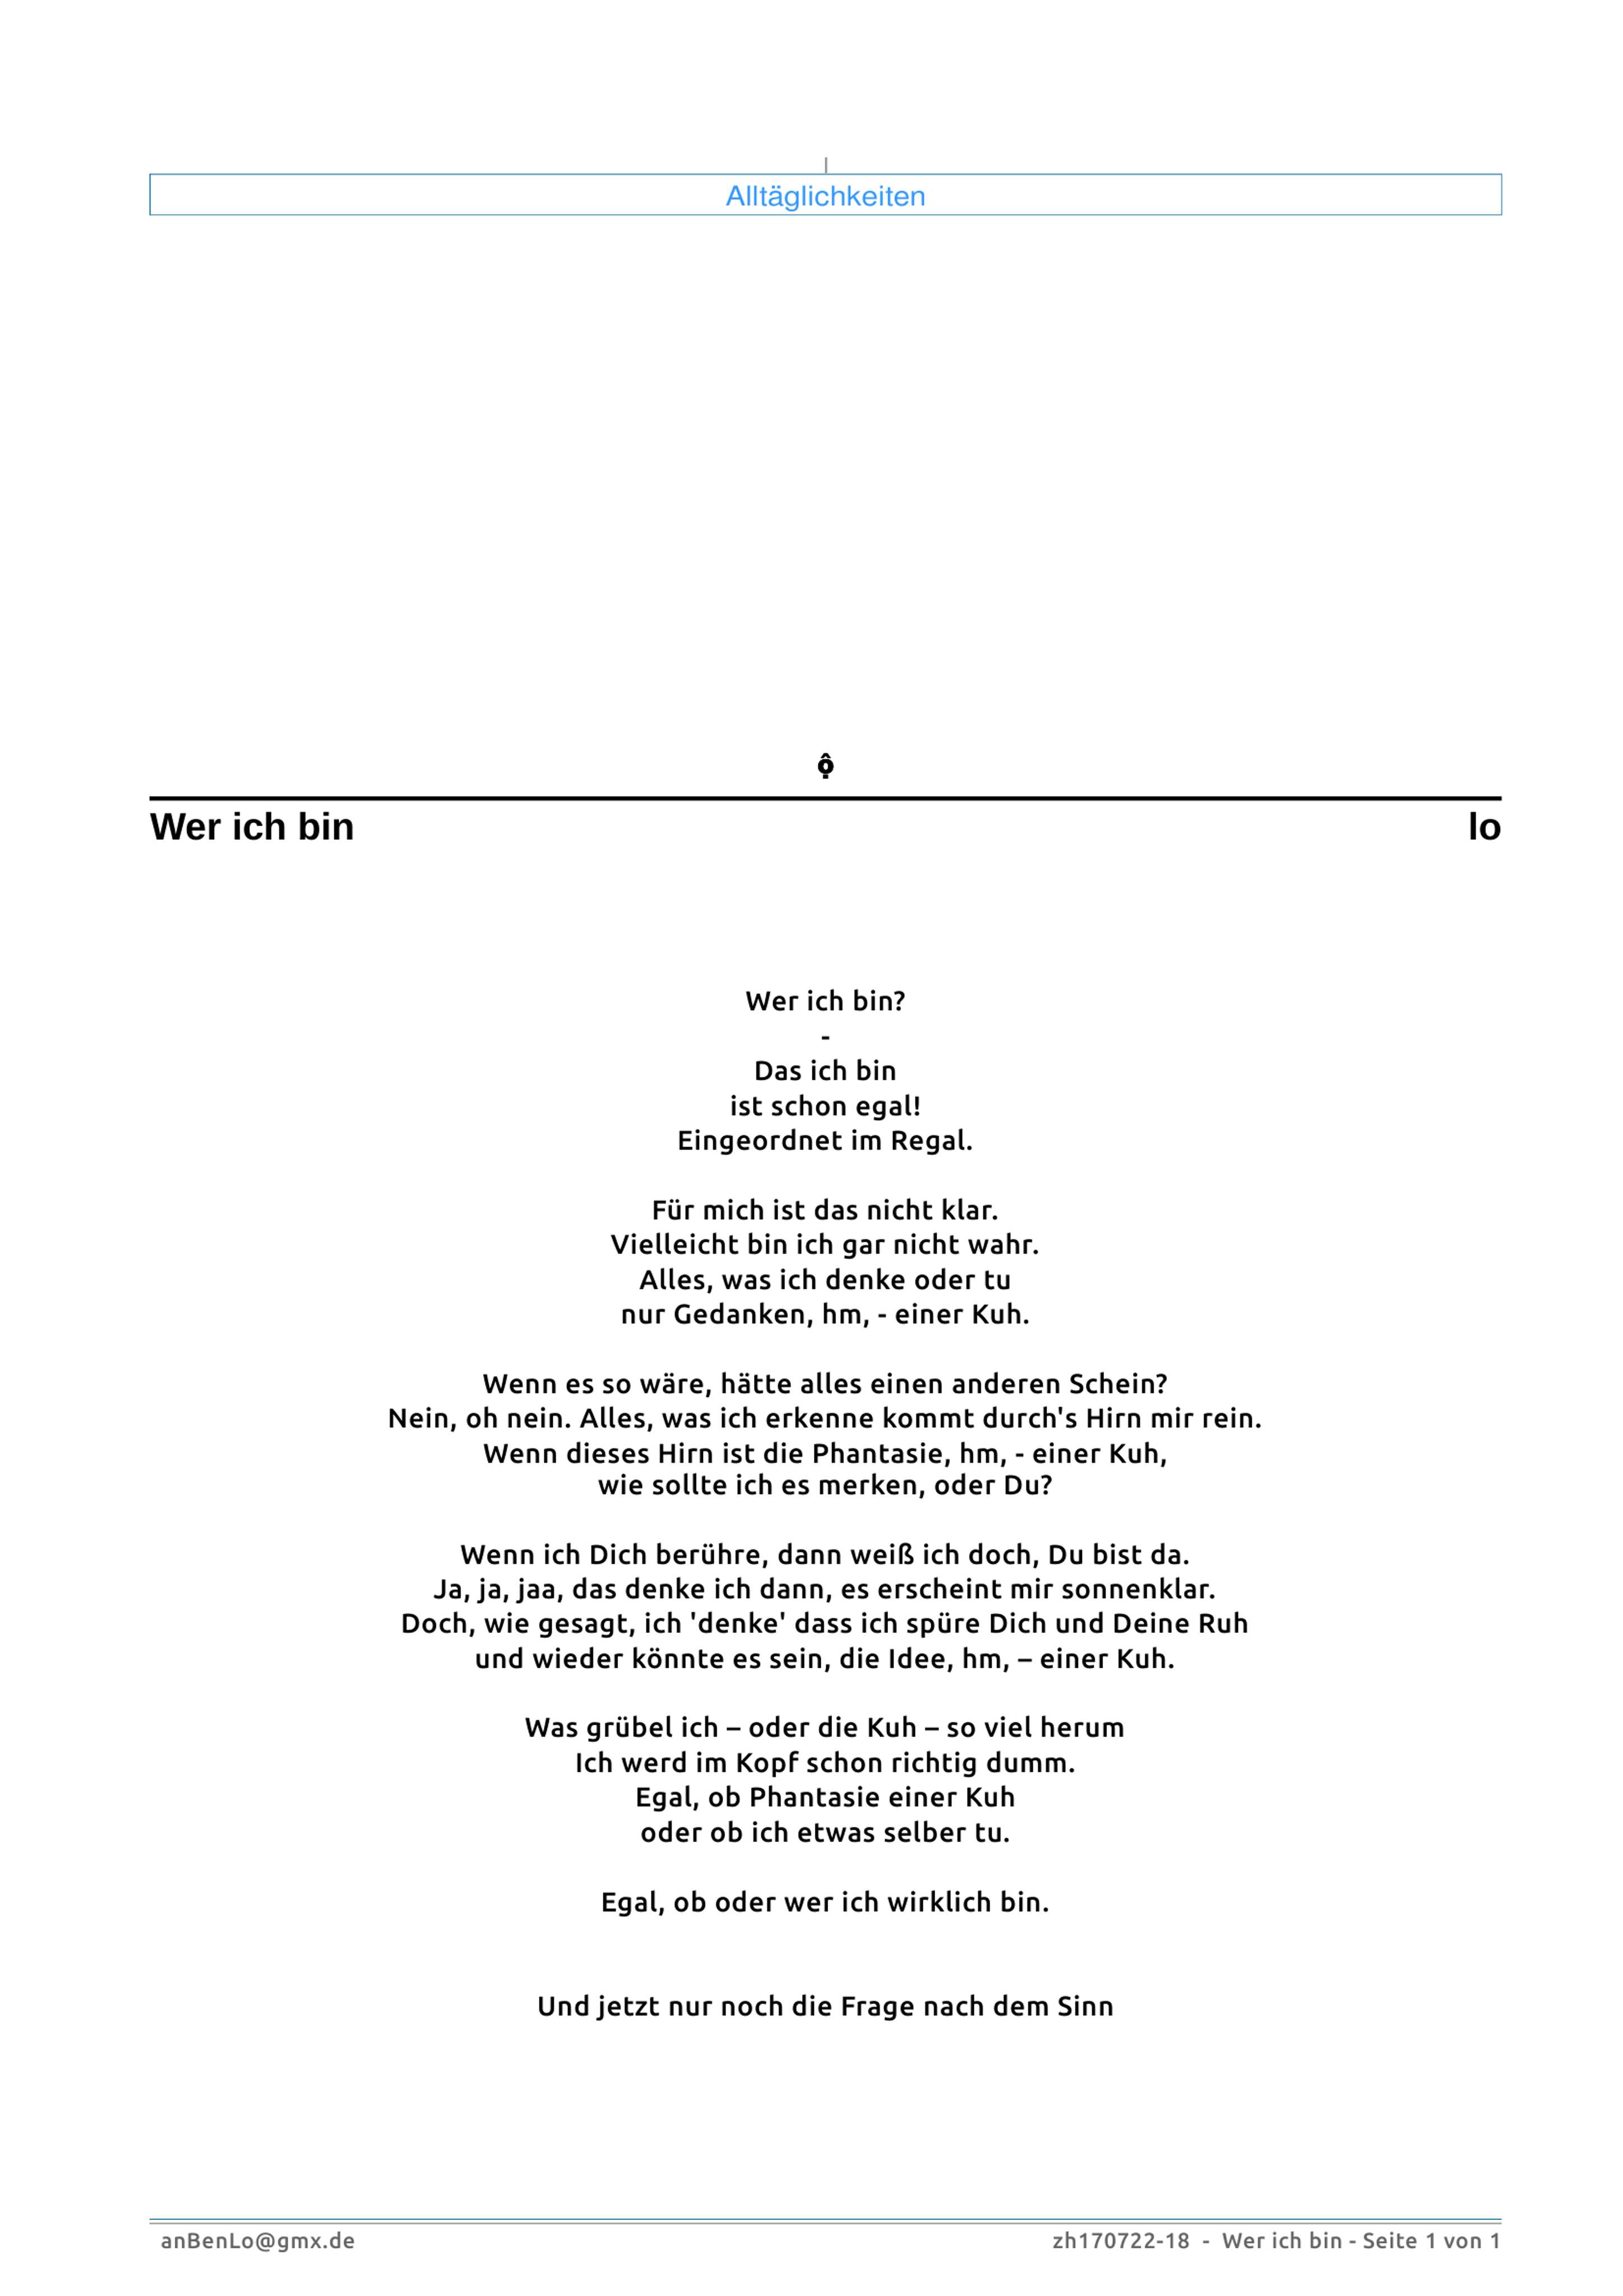 Alltäglichkeiten
ộ
Wer ich bin lo
Wer ich bin?
-
Das ich bin
ist schon egal!
Eingeordnet im Regal.
Für mich ist das nicht klar.
Vielleicht bin ich gar nicht wahr.
Alles, was ich denke oder tu
nur Gedanken, hm, - einer Kuh.
Wenn es so wäre, hätte alles einen anderen Schein?
Nein, oh nein. Alles, was ich erkenne kommt durch's Hirn mir rein.
Wenn dieses Hirn ist die Phantasie, hm, - einer Kuh,
wie sollte ich es merken, oder Du?
Wenn ich Dich berühre, dann weiß ich doch, Du bist da.
Ja, ja, jaa, das denke ich dann, es erscheint mir sonnenklar.
Doch, wie gesagt, ich 'denke' dass ich spüre Dich und Deine Ruh
und wieder könnte es sein, die Idee, hm, – einer Kuh.
Was grübel ich – oder die Kuh – so viel herum
Ich werd im Kopf schon richtig dumm.
Egal, ob Phantasie einer Kuh
oder ob ich etwas selber tu.
Egal, ob oder wer ich wirklich bin.
Und jetzt nur noch die Frage nach dem Sinn
anBenLo@gmx.de zh170722-18 - Wer ich bin - Seite 1 von 1